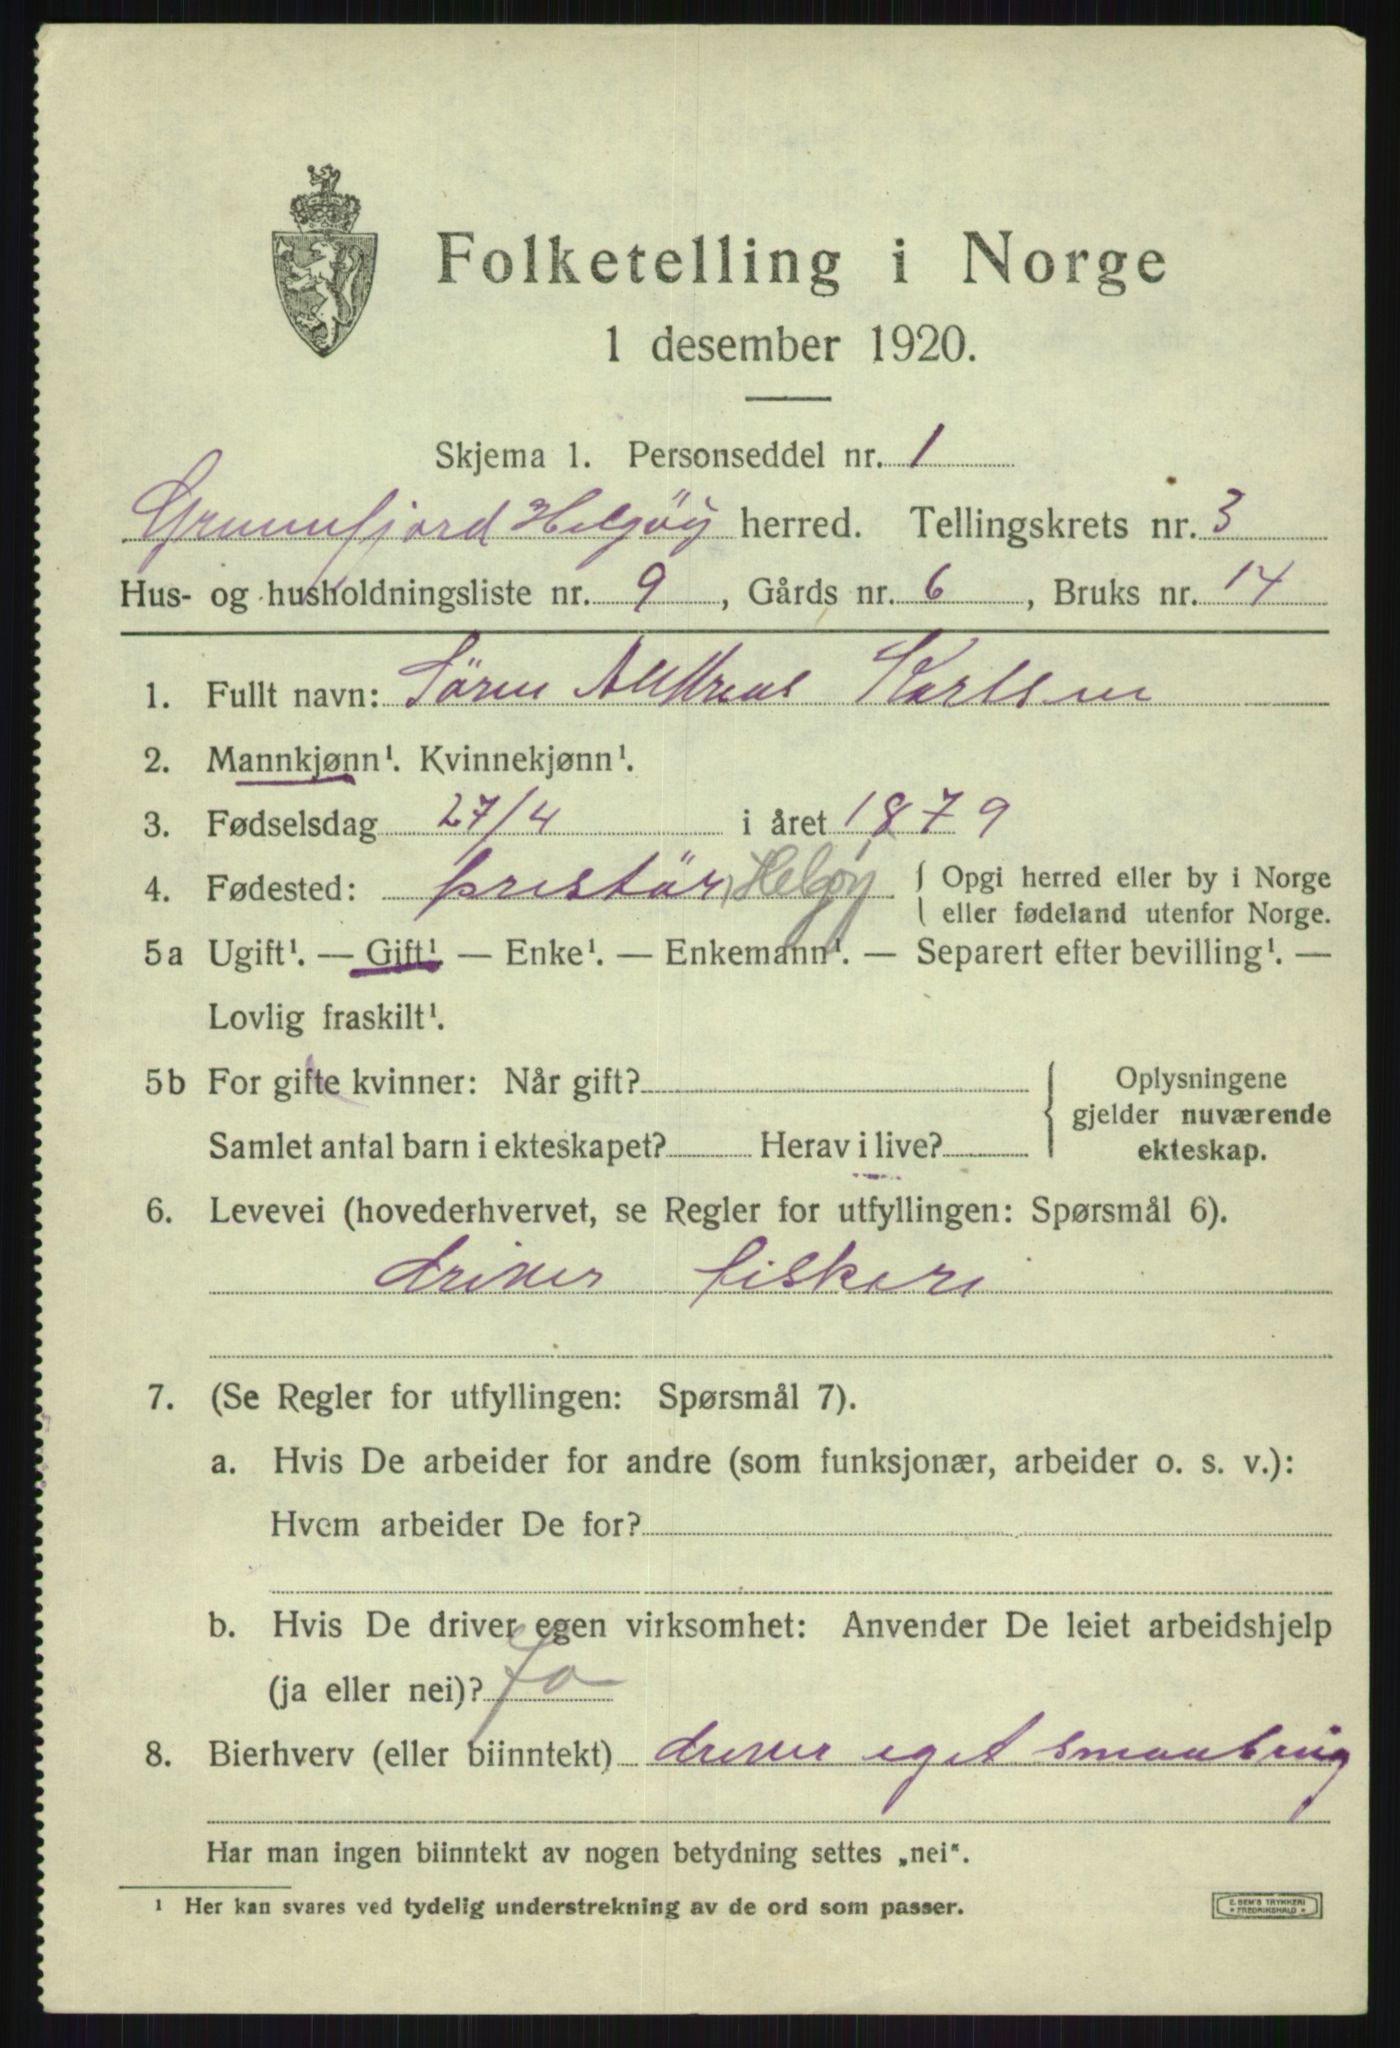 Folketelling i Norge
1 desember 1920.
Skjema 1. Personseddel nr. 1
Grunnfjord Helgöy herred. Tellingskrets nr. 3
Hus- og husholdningsliste nr. 9, Gårds nr. 6, Bruks nr. 14
1. Fullt navn: Sören Andreas Karlsen
2. Mannkjønn¹. Kvinnekjønn¹.
3. Fødselsdag 27/4 i året 1879
4. Fødested: præstör Helgöy { Opgi herred eller by i Norge
eller fødeland utenfor Norge.
5a Ugift¹. — Gift¹. — Enke¹. — Enkemann¹. — Separert efter bevilling¹. —
Lovlig fraskilt¹.
5b For gifte kvinner: Når gift? { Oplysningene
gjelder nuværende
Samlet antal barn i ekteskapet? Herav i live? ekteskap.
6. Levevei (hovederhvervet, se Regler for utfyllingen: Spørsmål 6).
driver fiskeri
7. (Se Regler for utfyllingen: Spørsmål 7).
a. Hvis De arbeider for andre (som funksjonær, arbeider o. s. v.):
Hvem arbeider De for?
b. Hvis De driver egen virksomhet: Anvender De leiet arbeidshjelp
(ja eller nei)? Ja
8. Bierhverv (eller biinntekt) driver eget smaabrug
Har man ingen biinntekt av nogen betydning settes „nei“.
¹ Her kan svares ved tydelig understrekning av de ord som passer.
E. SEM'S TRYKKERI
* FREDRIKSHALD *